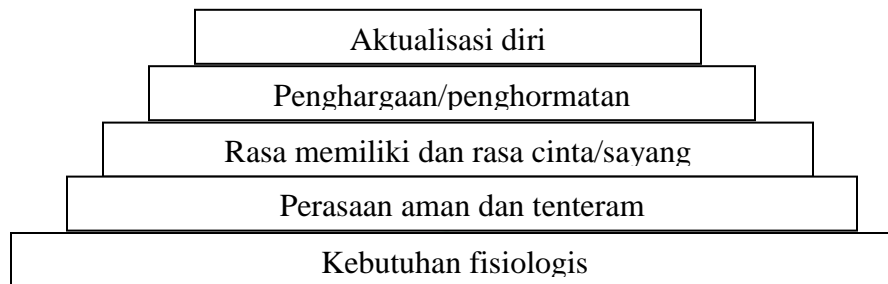 Aktualisasi diri
Penghargaan/penghormatan
Rasa memiliki dan rasa cinta/sayang
Perasaan aman dan tenteram
Kebutuhan fisiologis